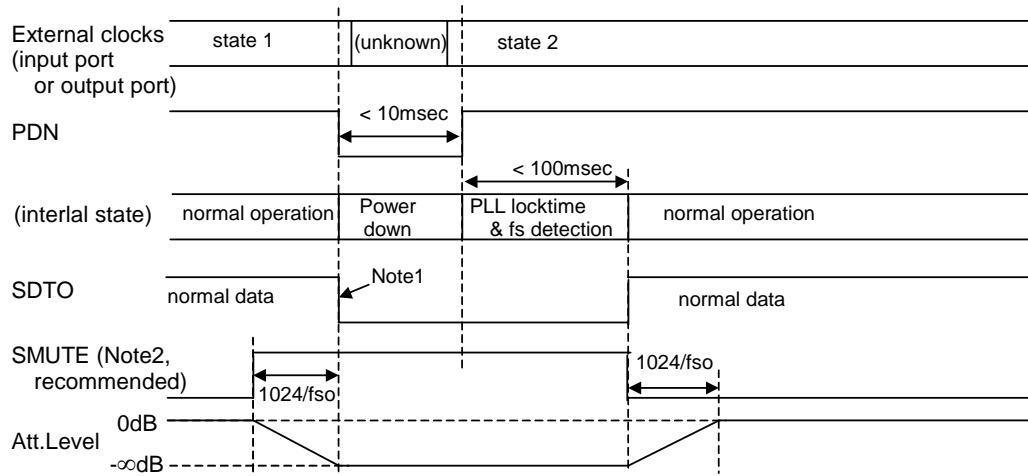 External clocks
(input port
or output port)
state 1
(unknown)
state 2
< 10msec
PDN
< 100msec
(interlal state)
normal operation
Power
down
PLL locktime
& fs detection
normal operation
SDTO
normal data
Note1
normal data
SMUTE (Note2,
recommended)
1024/fso
1024/fso
Att.Level
0dB
-∞dB